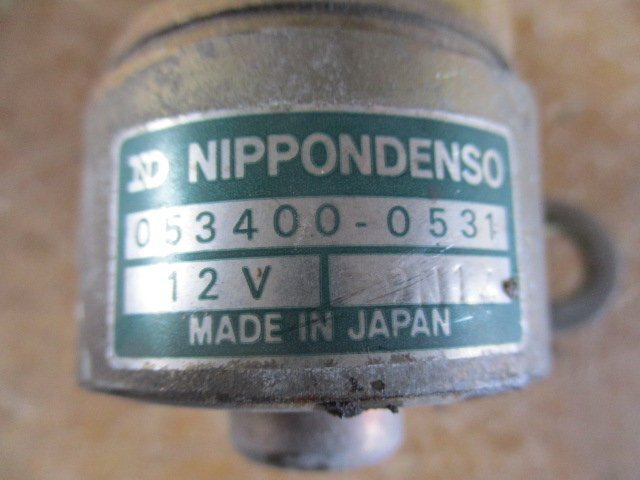 ND NIPPONDENSO
053400-0531
12V
MADE IN JAPAN